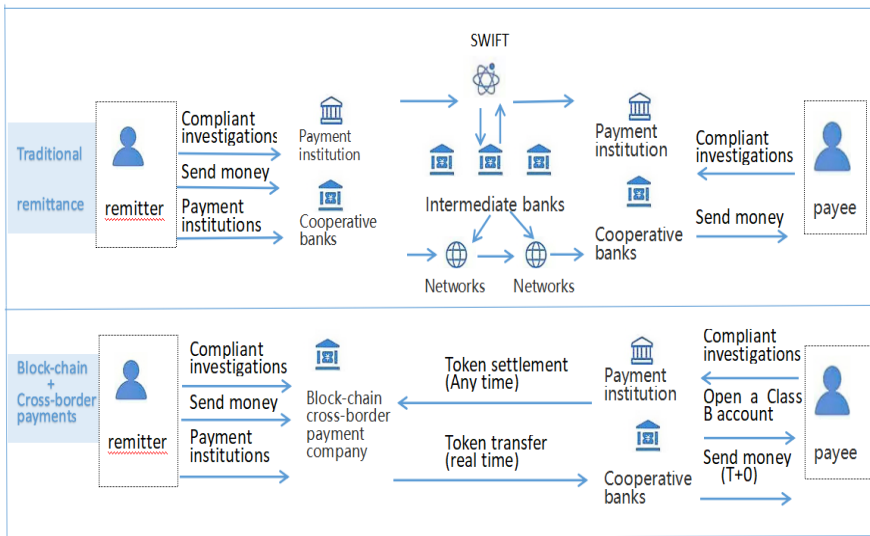 SWIFT
Traditional
remittance
remitter
Compliant
investigations
Send money
Payment
institutions
Payment
institution
Cooperative
banks
Intermediate banks
Networks
Networks
Payment
institution
Cooperative
banks
Compliant
investigations
Send money
payee
Block-chain
+
Cross-border
payments
remitter
Compliant
investigations
Send money
Payment
institutions
Block-chain
cross-border
payment
company
Token settlement
(Any time)
Token transfer
(real time)
Payment
institution
Cooperative
banks
Compliant
investigations
Open a Class
B account
Send money
(T+0)
payee